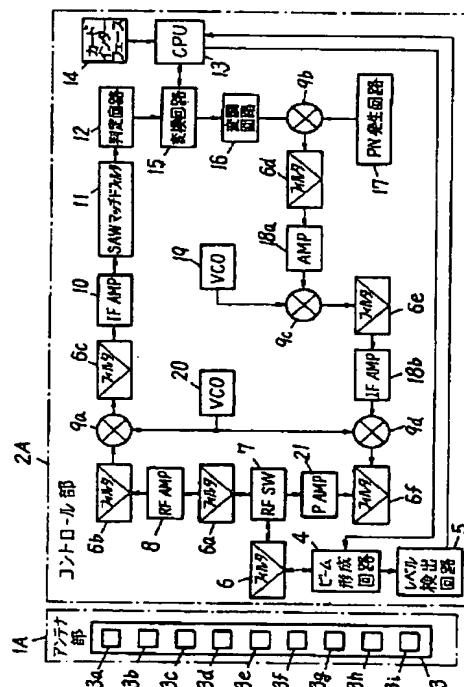 1A
アンテナ部
3a
3b
3c
3d
3e
3f
3g
3h
3i
3
2A
コントロール部
6b
フィルタ
8
RF AMP
6a
フィルタ
7
RF SW
21
P AMP
6f
フィルタ
6
フィルタ
4
ビーム形成回路
レベル検出回路
5
9a
20
VCO
9d
6c
フィルタ
10
IF AMP
11
SAWマッチドフィルタ
12
判定回路
14
カードインターフェース
CPU
13
15
変換回路
16
変調回路
9b
PN発生回路
17
6d
フィルタ
18a
AMP
19
VCO
9c
フィルタ
6e
IF AMP
18b